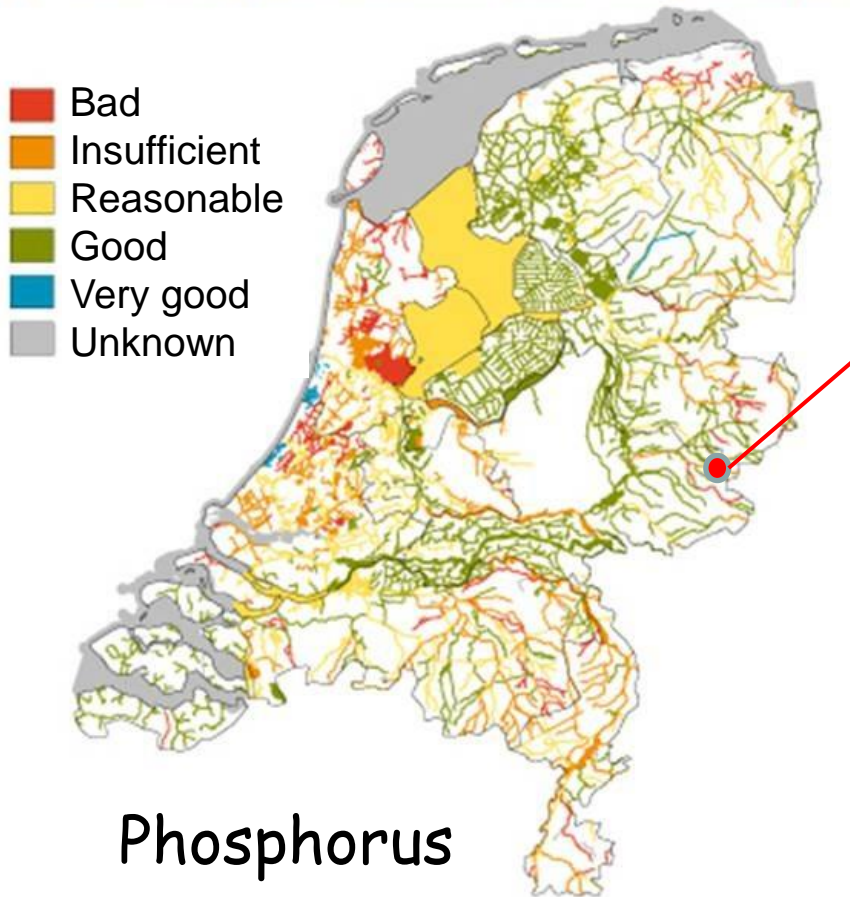 Bad
Insufficient
Reasonable
Good
Very good
Unknown
Phosphorus